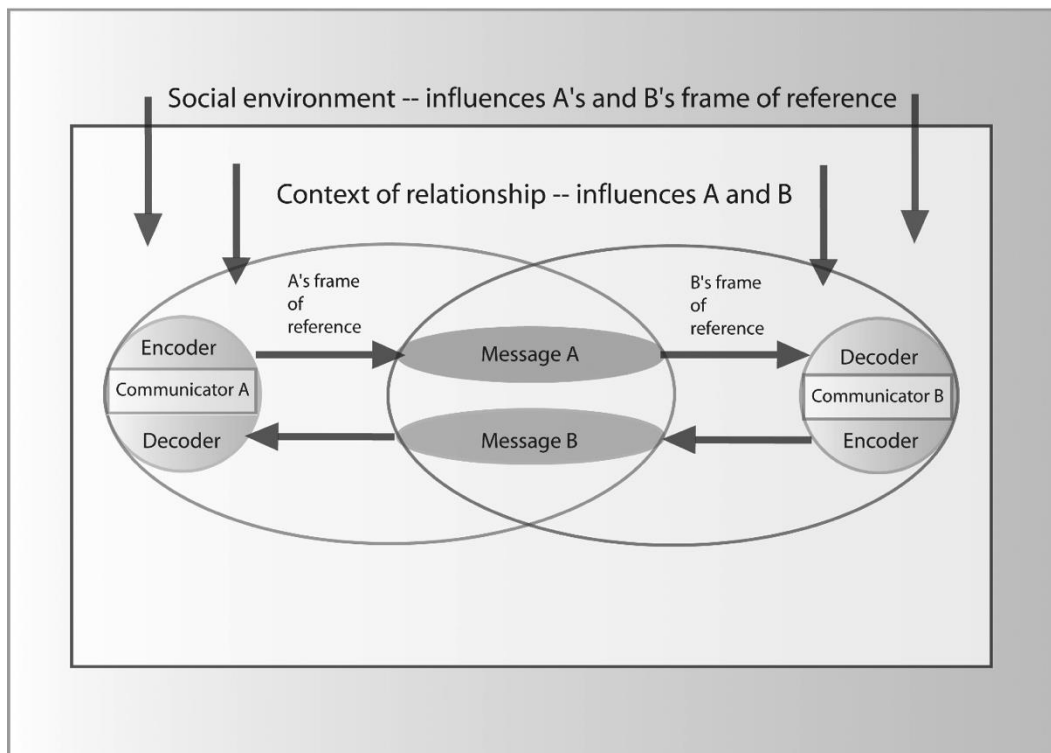 Social environment -- influences A's and B's frame of reference
Context of relationship -- influences A and B
A's frame
of
reference
B's frame
of
reference
Encoder
Communicator A
Decoder
Message A
Message B
Decoder
Communicator B
Encoder